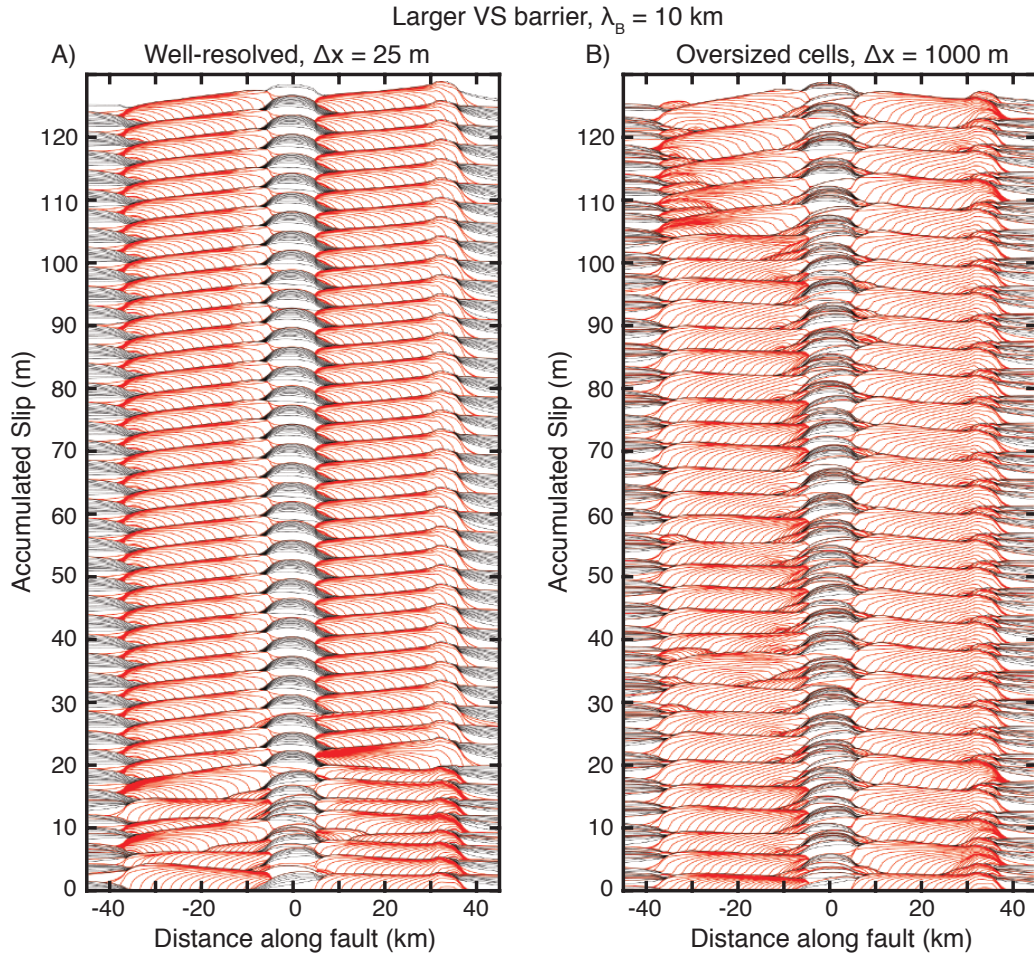 Larger VS barrier, λB = 10 km
A) Well-resolved, Δx = 25 m
B) Oversized cells, Δx = 1000 m
Accumulated Slip (m)
120
110
100
90
80
70
60
50
40
30
20
10
0
-40 -20 0 20 40
Distance along fault (km)
Accumulated Slip (m)
120
110
100
90
80
70
60
50
40
30
20
10
0
-40 -20 0 20 40
Distance along fault (km)